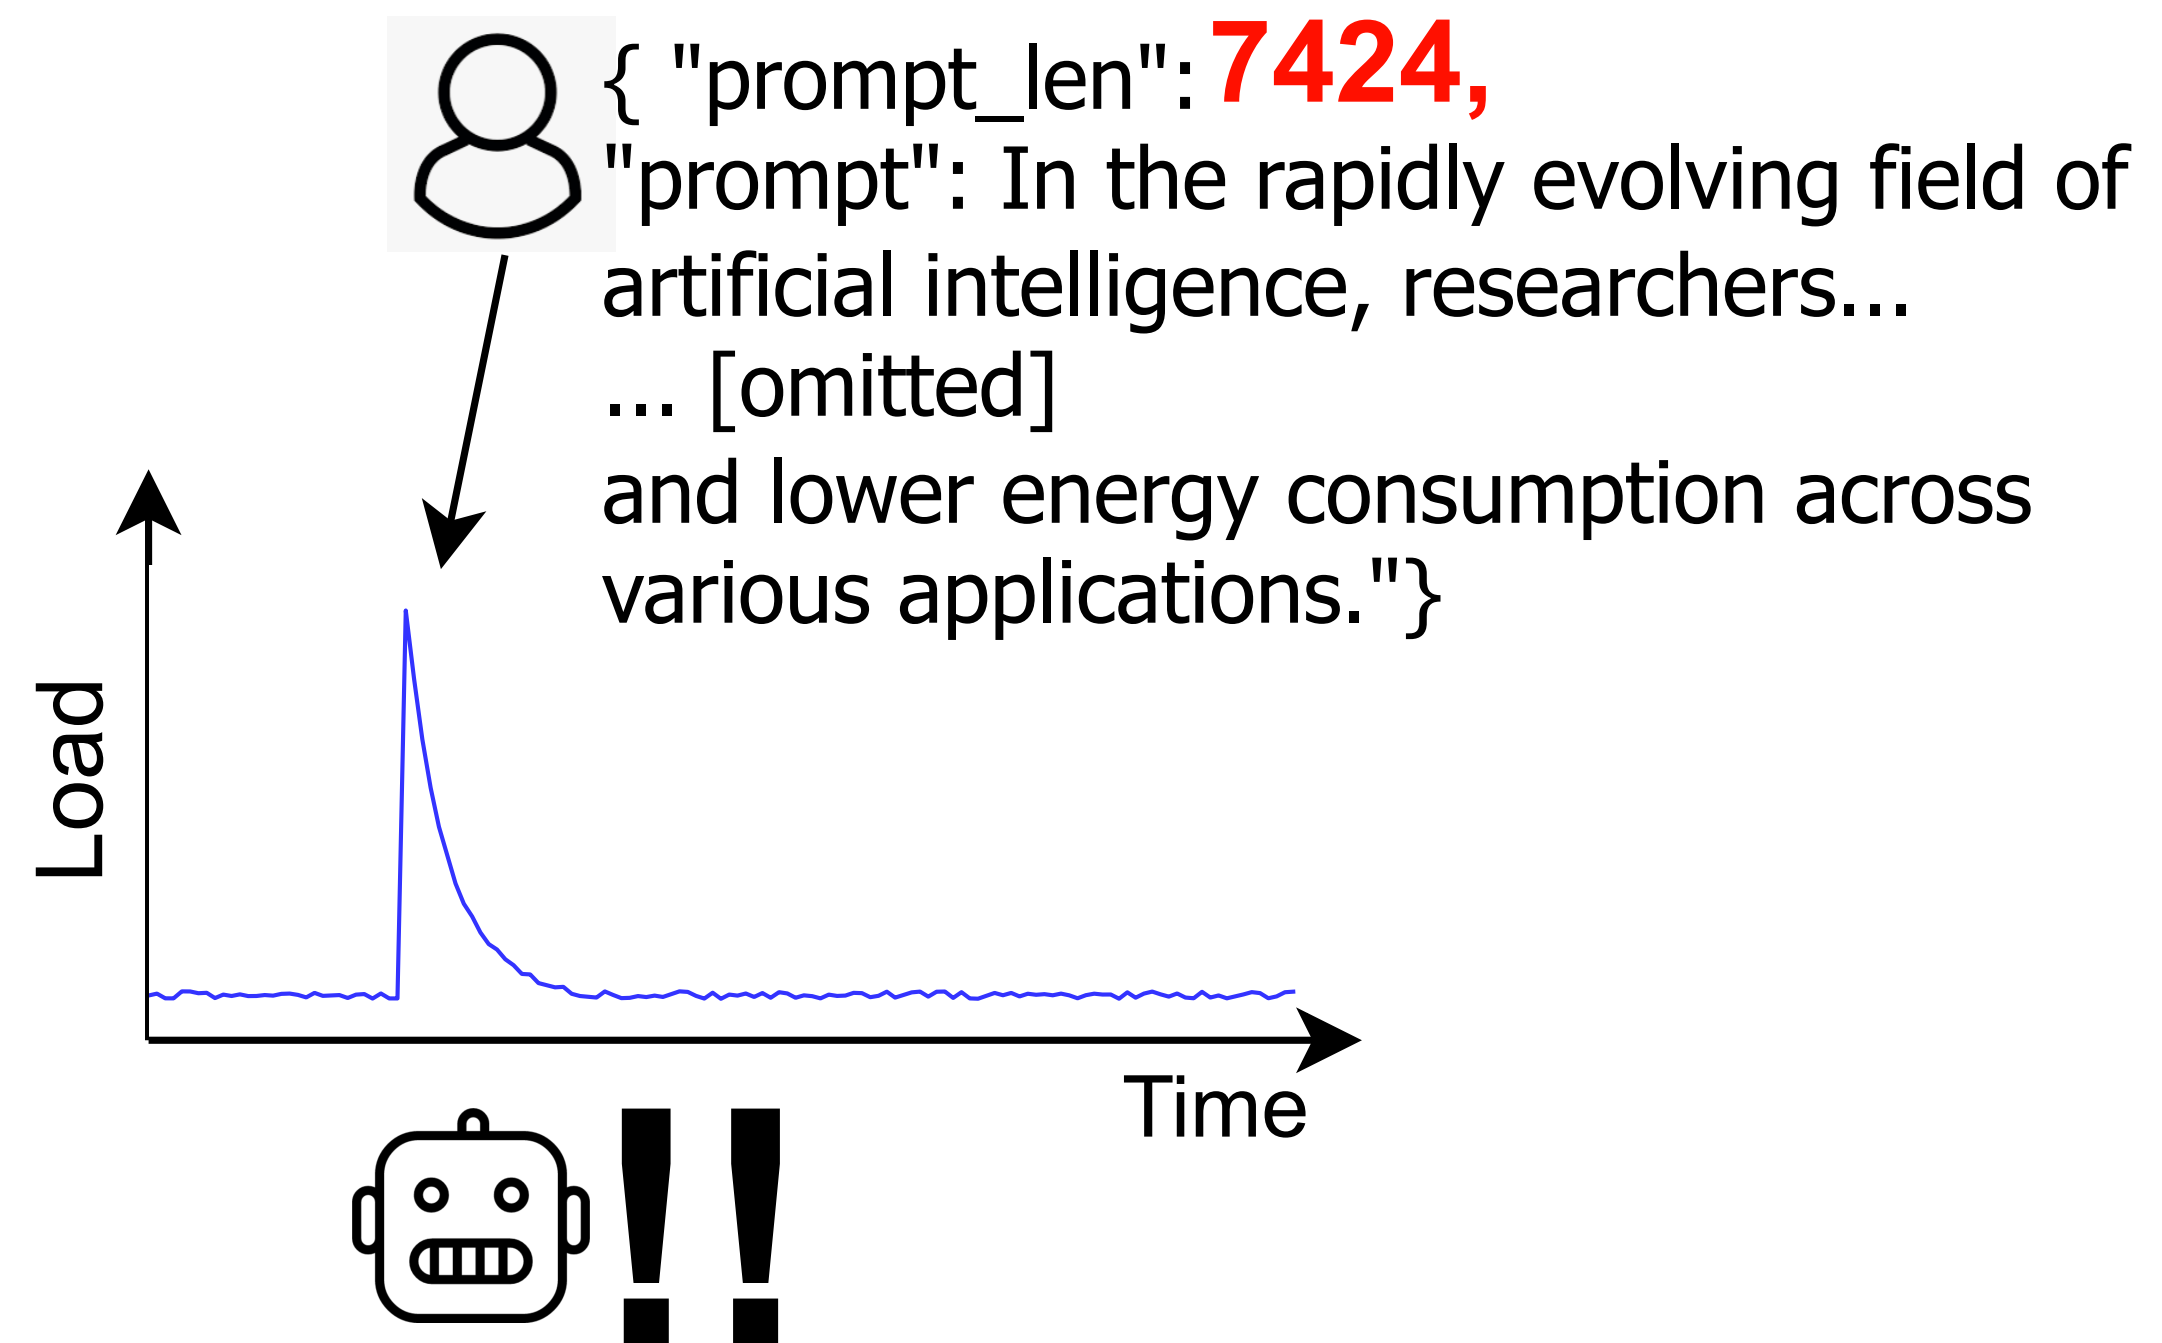 { "prompt_len": 7424,
"prompt": In the rapidly evolving field of
artificial intelligence, researchers...
... [omitted]
and lower energy consumption across
various applications."}
Load
Time
!!